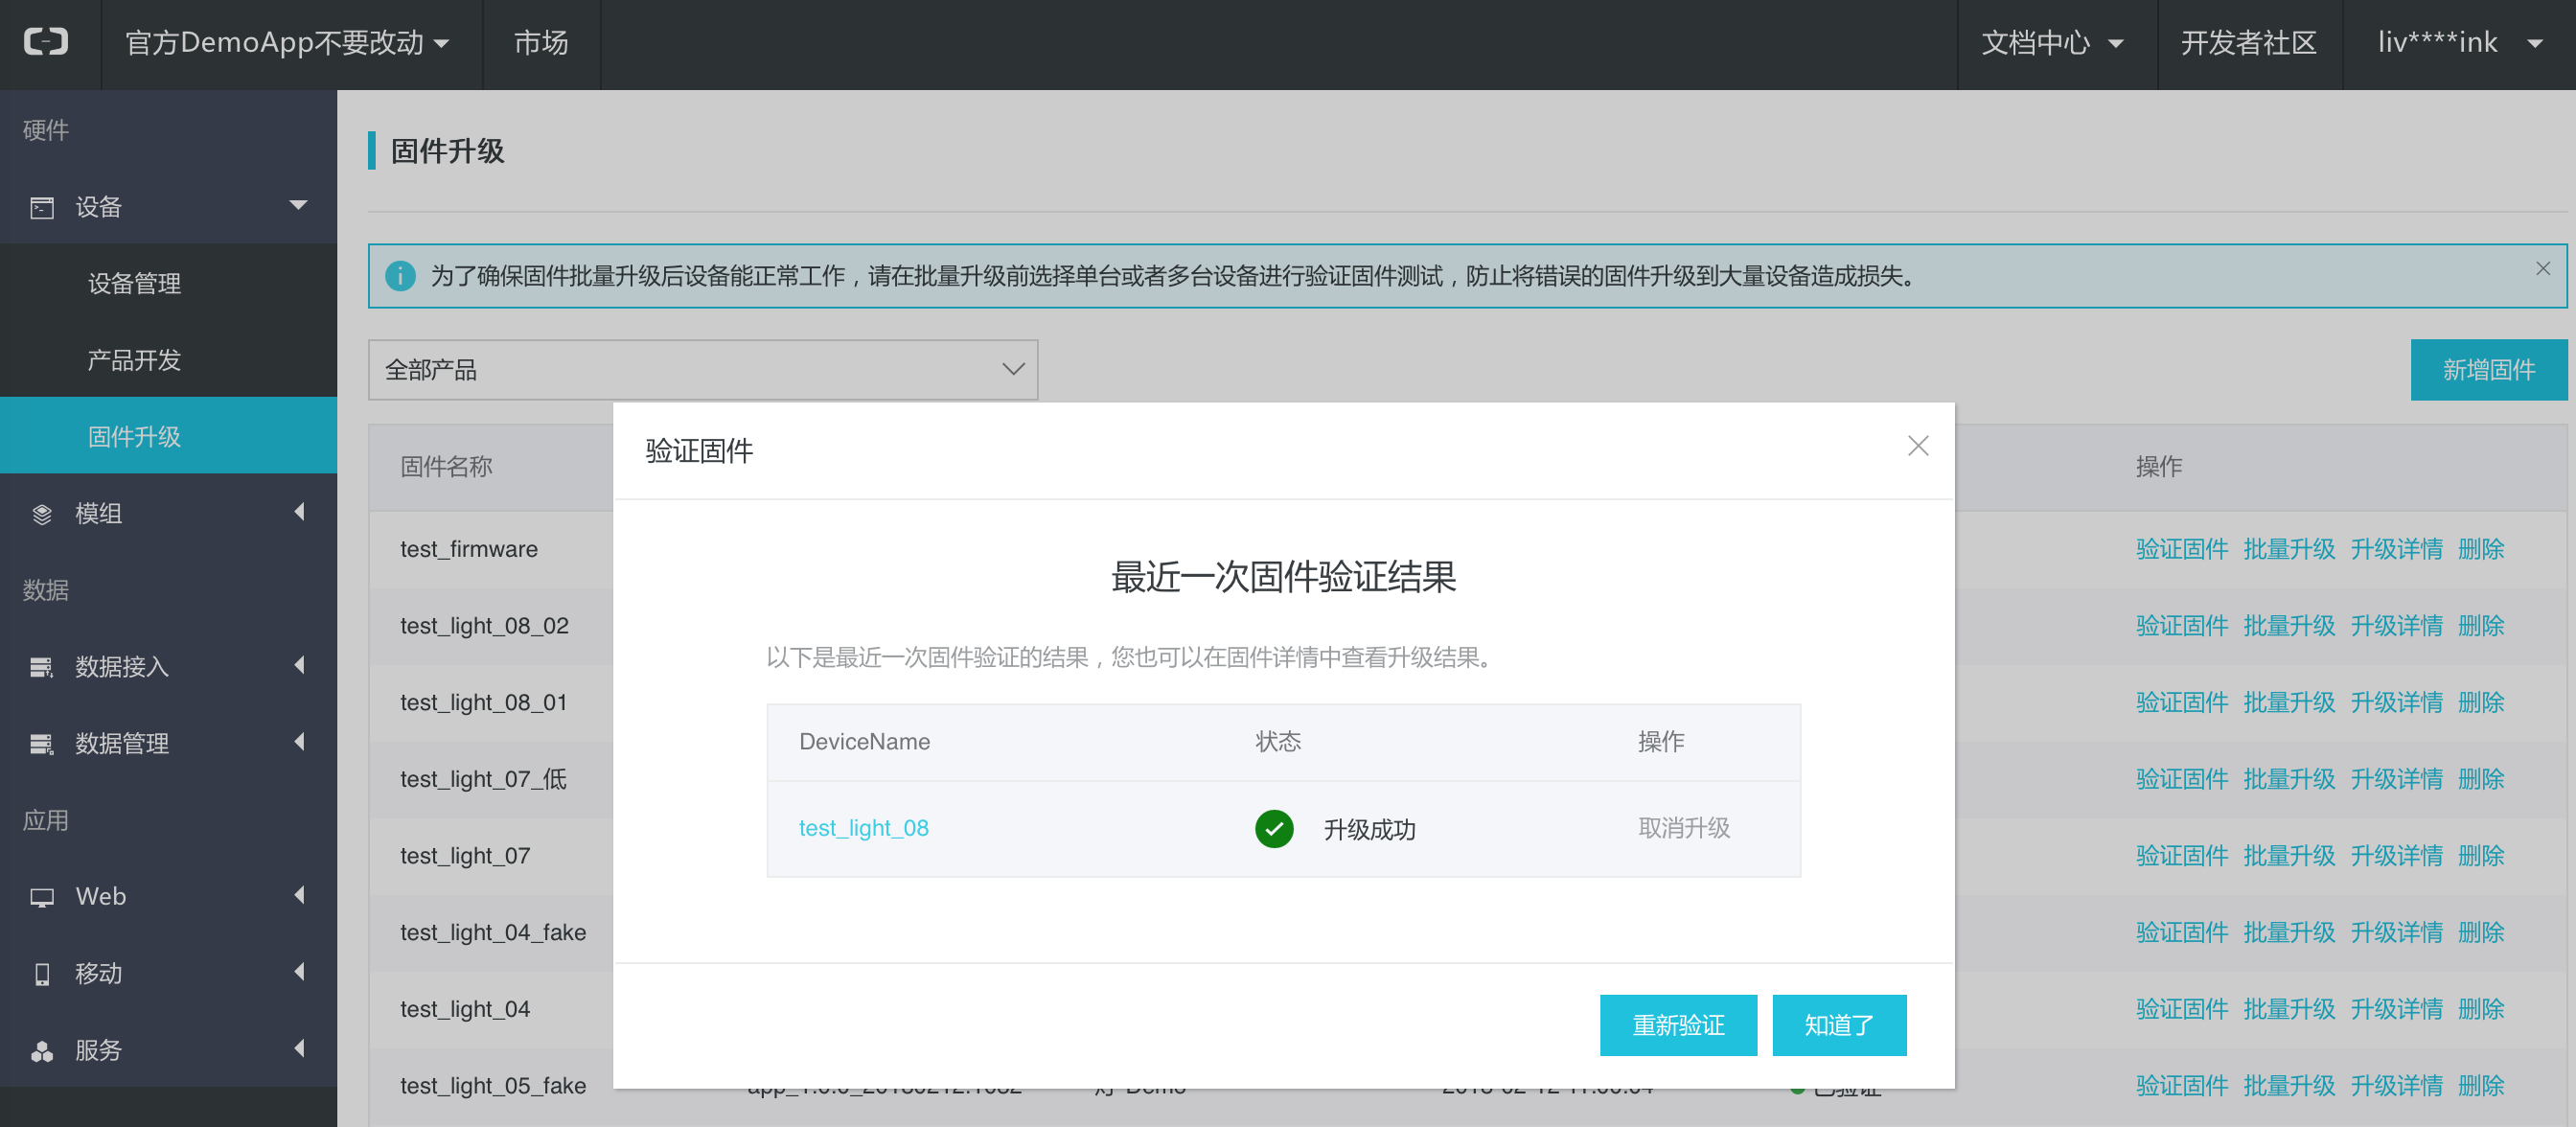 官方DemoApp不要改动 市场 文档中心 开发者社区 liv****ink
硬件
设备
设备管理
产品开发
固件升级
模组
数据
数据接入
数据管理
应用
Web
移动
服务
固件升级
为了确保固件批量升级后设备能正常工作，请在批量升级前选择单台或者多台设备进行验证固件测试，防止将错误的固件升级到大量设备造成损失。
全部产品 新增固件
固件名称 操作
test_firmware 验证固件 批量升级 升级详情 删除
test_light_08_02 验证固件 批量升级 升级详情 删除
test_light_08_01 验证固件 批量升级 升级详情 删除
test_light_07_低 验证固件 批量升级 升级详情 删除
test_light_07 验证固件 批量升级 升级详情 删除
test_light_04_fake 验证固件 批量升级 升级详情 删除
test_light_04 验证固件 批量升级 升级详情 删除
test_light_05_fake 已验证 验证固件 批量升级 升级详情 删除
验证固件
最近一次固件验证结果
以下是最近一次固件验证的结果，您也可以在固件详情中查看升级结果。
DeviceName 状态 操作
test_light_08 升级成功 取消升级
重新验证 知道了